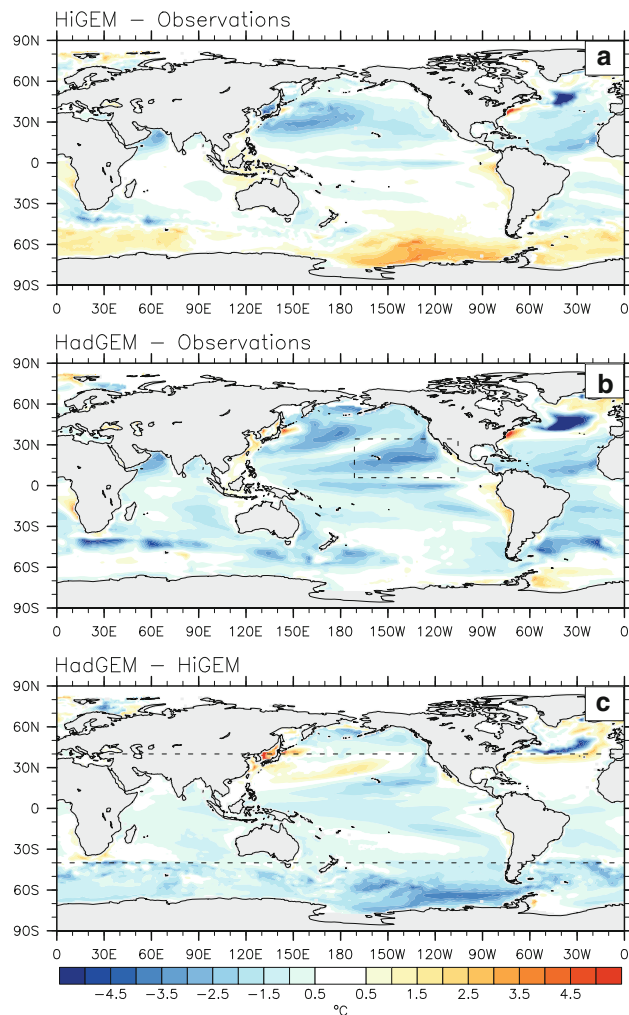 HiGEM – Observations
a
90N
60N
30N
0
30S
60S
90S
0 30E 60E 90E 120E 150E 180 150W 120W 90W 60W 30W 0
HadGEM – Observations
b
90N
60N
30N
0
30S
60S
90S
0 30E 60E 90E 120E 150E 180 150W 120W 90W 60W 30W 0
HadGEM – HiGEM
c
90N
60N
30N
0
30S
60S
90S
0 30E 60E 90E 120E 150E 180 150W 120W 90W 60W 30W 0
−4.5 −3.5 −2.5 −1.5 0.5 0.5 1.5 2.5 3.5 4.5
°C